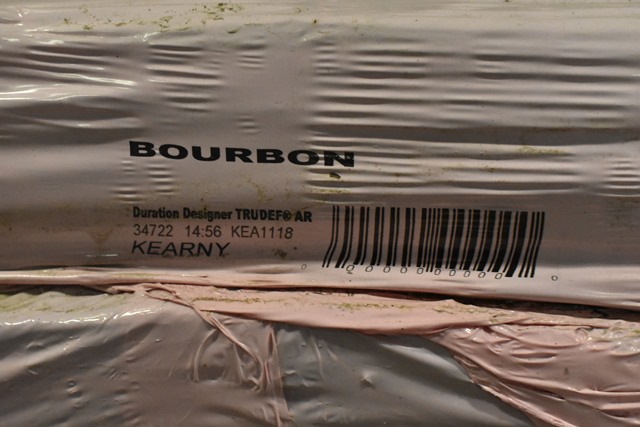 BOURBON
Duration Designer TRUDEF® AR
34722 14:56 KEA1118
KEARNY